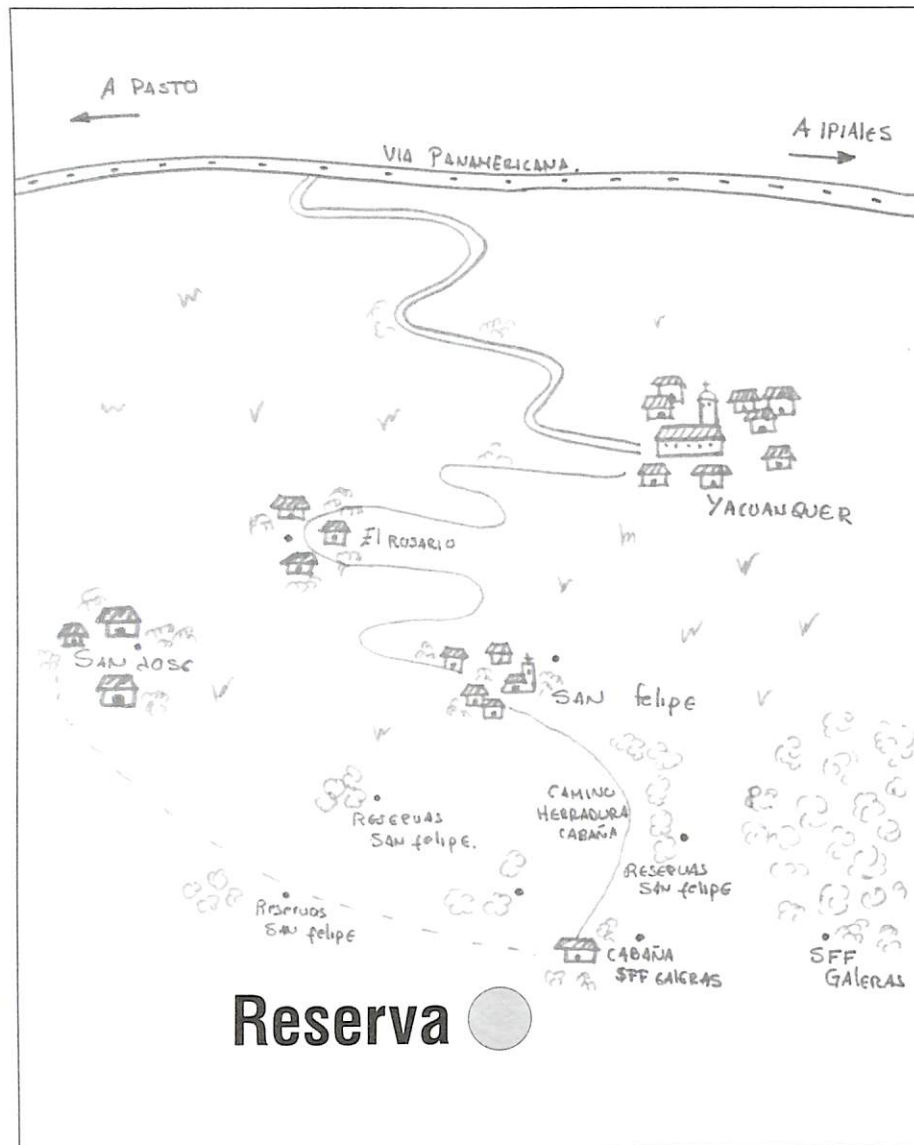 A PASTO
A IPIALES
VIA PANAMERICANA.
YACUANQUER
El ROSARIO
SAN JOSE
SAN felipe
CAMINO
HERRADURA
CABAÑA
RESERVAS
SAN felipe.
RESERVAS
SAN felipe
RESERVAS
SAN felipe
CABAÑA
SFF GALERAS
SFF
GALERAS
Reserva